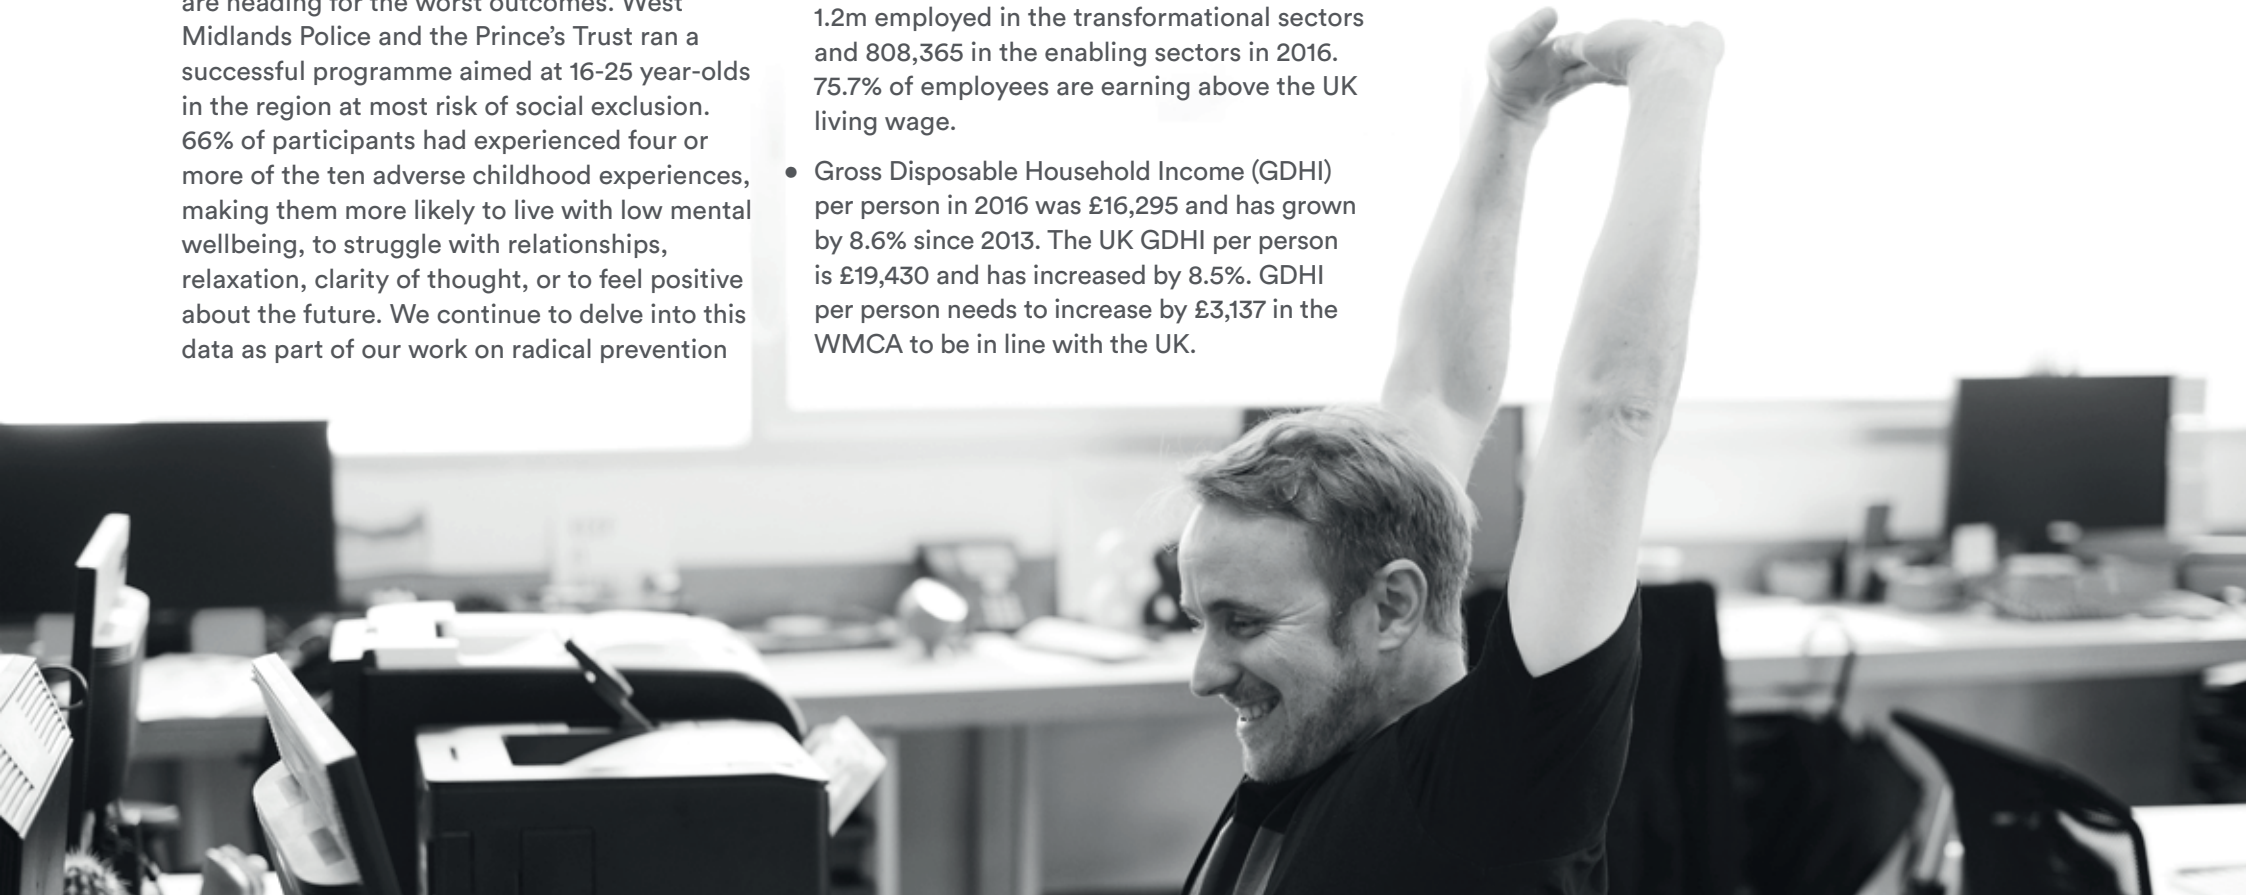 are heading for the worst outcomes. West
Midlands Police and the Prince’s Trust ran a
successful programme aimed at 16-25 year-olds
in the region at most risk of social exclusion.
66% of participants had experienced four or
more of the ten adverse childhood experiences,
making them more likely to live with low mental
wellbeing, to struggle with relationships,
relaxation, clarity of thought, or to feel positive
about the future. We continue to delve into this
data as part of our work on radical prevention
1.2m employed in the transformational sectors
and 808,365 in the enabling sectors in 2016.
75.7% of employees are earning above the UK
living wage.
• Gross Disposable Household Income (GDHI)
per person in 2016 was £16,295 and has grown
by 8.6% since 2013. The UK GDHI per person
is £19,430 and has increased by 8.5%. GDHI
per person needs to increase by £3,137 in the
WMCA to be in line with the UK.